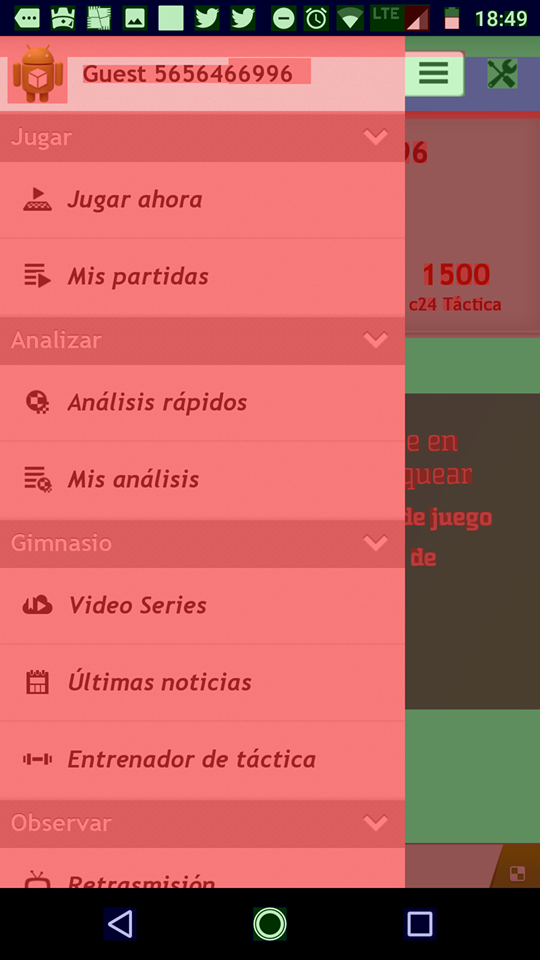 LTE
18:49
Guest 5656466996
96
Jugar
Jugar ahora
Mis partidas
1500
c24 Táctica
Analizar
Análisis rápidos
Mis análisis
e en
quear
de juego
de
Gimnasio
Video Series
Últimas noticias
Entrenador de táctica
Observar
Retrasmisión